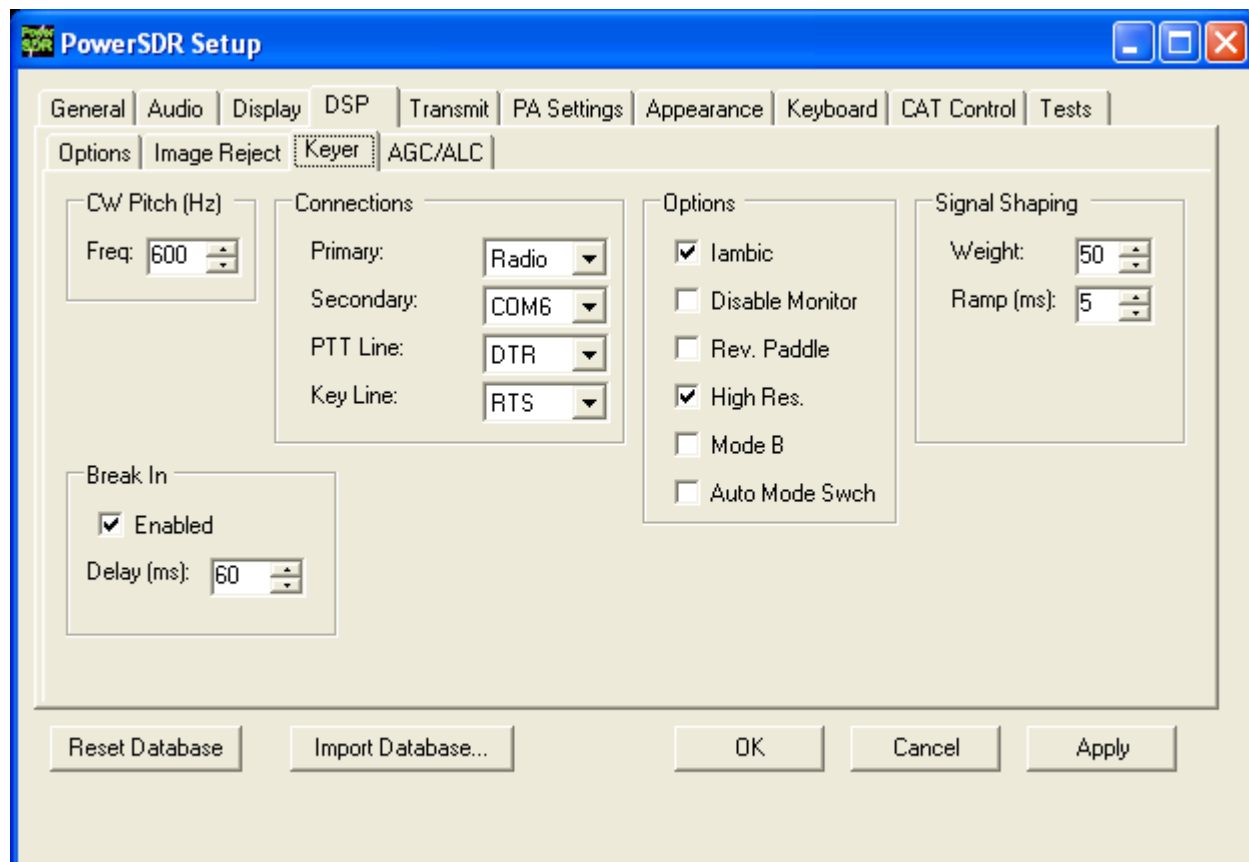 PowerSDR Setup
General Audio Display DSP Transmit PA Settings Appearance Keyboard CAT Control Tests
Options Image Reject Keyer AGC/ALC
CW Pitch (Hz)
Freq: 600
Connections
Primary: Radio
Secondary: COM6
PTT Line: DTR
Key Line: RTS
Options
Iambic
Disable Monitor
Rev. Paddle
High Res.
Mode B
Auto Mode Swch
Signal Shaping
Weight: 50
Ramp (ms): 5
Break In
Enabled
Delay (ms): 60
Reset Database Import Database... OK Cancel Apply